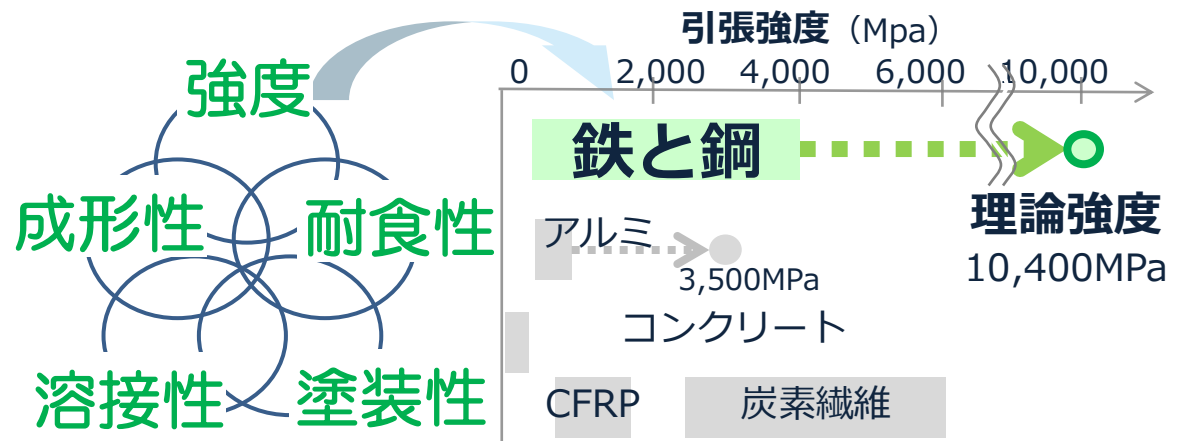 引張強度（Mpa）
0 2,000 4,000 6,000 10,000
強度
成形性
耐食性
溶接性
塗装性
鉄と鋼
理論強度
10,400MPa
アルミ
3,500MPa
コンクリート
CFRP
炭素繊維